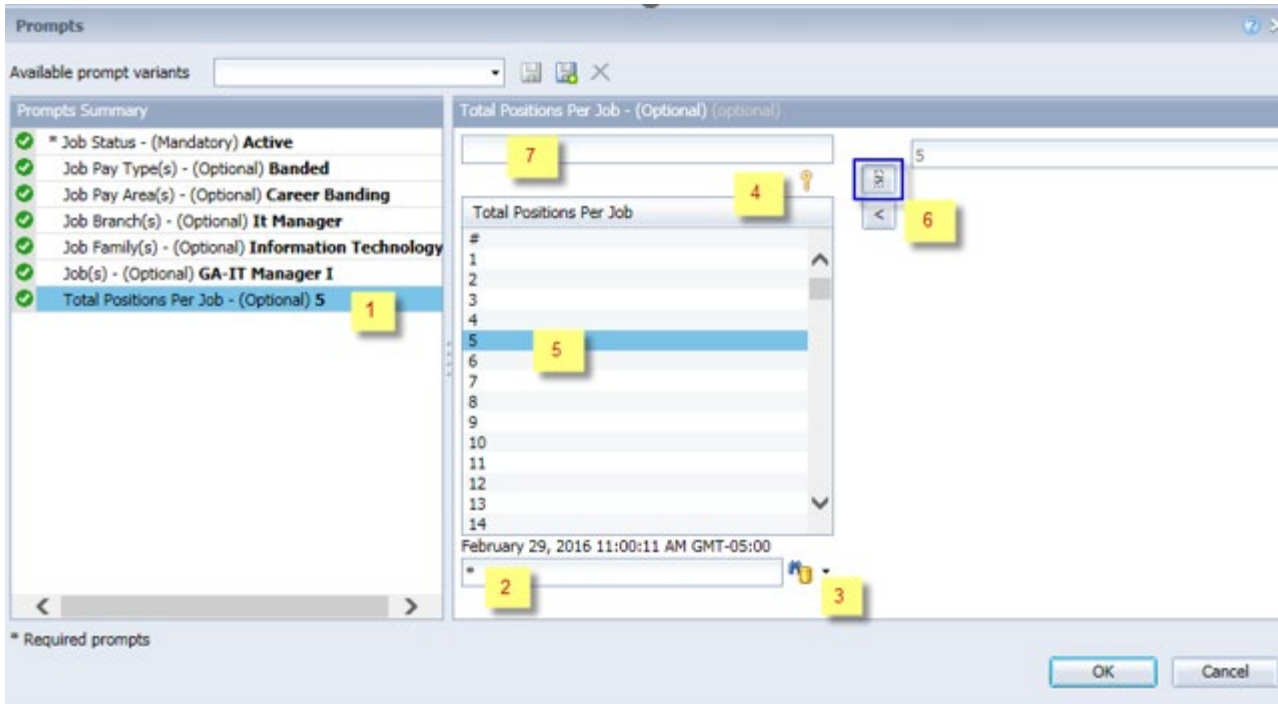 Prompts
Available prompt variants
Prompts Summary
* Job Status - (Mandatory) Active
Job Pay Type(s) - (Optional) Banded
Job Pay Area(s) - (Optional) Career Banding
Job Branch(s) - (Optional) It Manager
Job Family(s) - (Optional) Information Technology
Job(s) - (Optional) GA-IT Manager I
Total Positions Per Job - (Optional) 5
1
Total Positions Per Job - (Optional) (optional)
7
4
Total Positions Per Job
#
1
2
3
4
5
5
6
7
8
9
10
11
12
13
14
February 29, 2016 11:00:11 AM GMT-05:00
*
2
3
5
<
6
* Required prompts
OK
Cancel